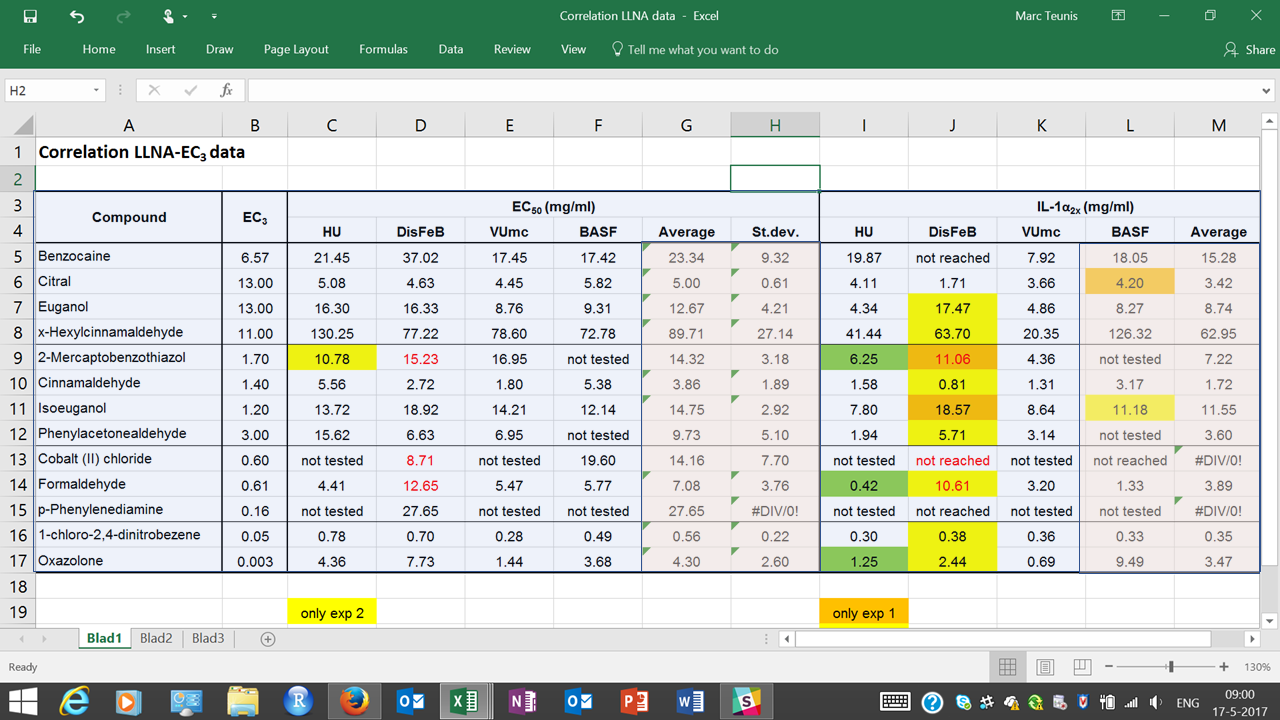 Correlation LLNA data - Excel
Marc Teunis
File Home Insert Draw Page Layout Formulas Data Review View Tell me what you want to do Share
H2 fx
A B C D E F G H I J K L M
1 Correlation LLNA-EC3 data
2
3 Compound EC3 EC50 (mg/ml) IL-1α2x (mg/ml)
4 HU DisFeB VUmc BASF Average St.dev. HU DisFeB VUmc BASF Average
5 Benzocaine 6.57 21.45 37.02 17.45 17.42 23.34 9.32 19.87 not reached 7.92 18.05 15.28
6 Citral 13.00 5.08 4.63 4.45 5.82 5.00 0.61 4.11 1.71 3.66 4.20 3.42
7 Euganol 13.00 16.30 16.33 8.76 9.31 12.67 4.21 4.34 17.47 4.86 8.27 8.74
8 x-Hexylcinnamaldehyde 11.00 130.25 77.22 78.60 72.78 89.71 27.14 41.44 63.70 20.35 126.32 62.95
9 2-Mercaptobenzothiazol 1.70 10.78 15.23 16.95 not tested 14.32 3.18 6.25 11.06 4.36 not tested 7.22
10 Cinnamaldehyde 1.40 5.56 2.72 1.80 5.38 3.86 1.89 1.58 0.81 1.31 3.17 1.72
11 Isoeuganol 1.20 13.72 18.92 14.21 12.14 14.75 2.92 7.80 18.57 8.64 11.18 11.55
12 Phenylacetonealdehyde 3.00 15.62 6.63 6.95 not tested 9.73 5.10 1.94 5.71 3.14 not tested 3.60
13 Cobalt (II) chloride 0.60 not tested 8.71 not tested 19.60 14.16 7.70 not tested not reached not tested not reached #DIV/0!
14 Formaldehyde 0.61 4.41 12.65 5.47 5.77 7.08 3.76 0.42 10.61 3.20 1.33 3.89
15 p-Phenylenediamine 0.16 not tested 27.65 not tested not tested 27.65 #DIV/0! not tested not reached not tested not tested #DIV/0!
16 1-chloro-2,4-dinitrobezene 0.05 0.78 0.70 0.28 0.49 0.56 0.22 0.30 0.38 0.36 0.33 0.35
17 Oxazolone 0.003 4.36 7.73 1.44 3.68 4.30 2.60 1.25 2.44 0.69 9.49 3.47
18
19 only exp 2 only exp 1
Blad1 Blad2 Blad3
Ready 130%
ENG
09:00
17-5-2017